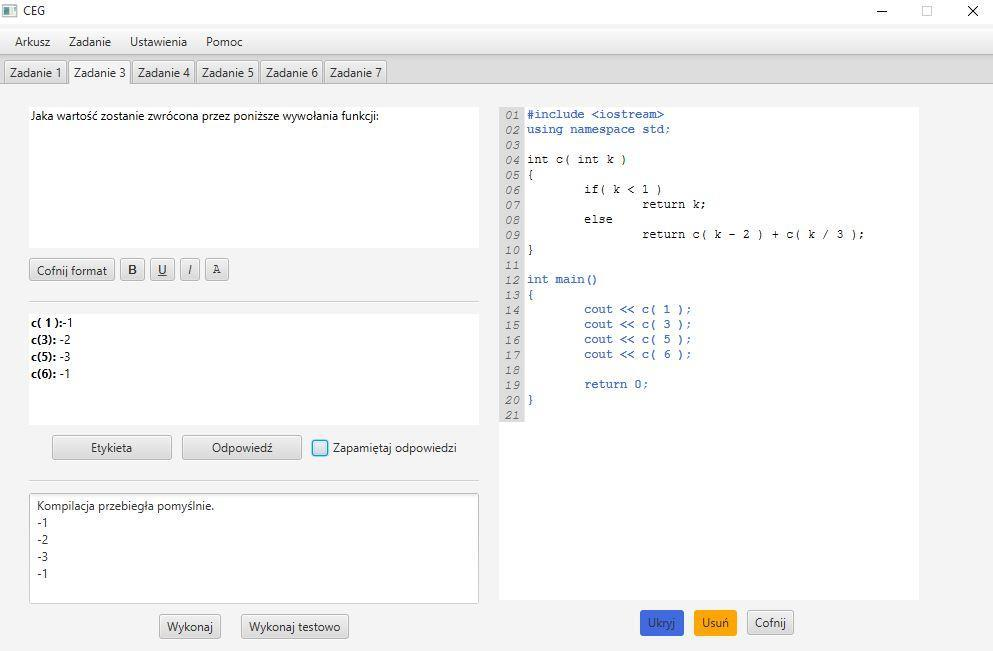 CEG
Arkusz Zadanie Ustawienia Pomoc
Zadanie 1 Zadanie 3 Zadanie 4 Zadanie 5 Zadanie 6 Zadanie 7
Jaka wartość zostanie zwrócona przez poniższe wywołania funkcji:
Cofnij format B U I A
c( 1 ):-1
c(3): -2
c(5): -3
c(6): -1
Etykieta Odpowiedź Zapamiętaj odpowiedzi
Kompilacja przebiegła pomyślnie.
-1
-2
-3
-1
Wykonaj Wykonaj testowo
01 #include <iostream>
02 using namespace std;
03
04 int c( int k )
05 {
06 if( k < 1 )
07 return k;
08 else
09 return c( k - 2 ) + c( k / 3 );
10 }
11
12 int main()
13 {
14 cout << c( 1 );
15 cout << c( 3 );
16 cout << c( 5 );
17 cout << c( 6 );
18
19 return 0;
20 }
21
Ukryj Usuń Cofnij